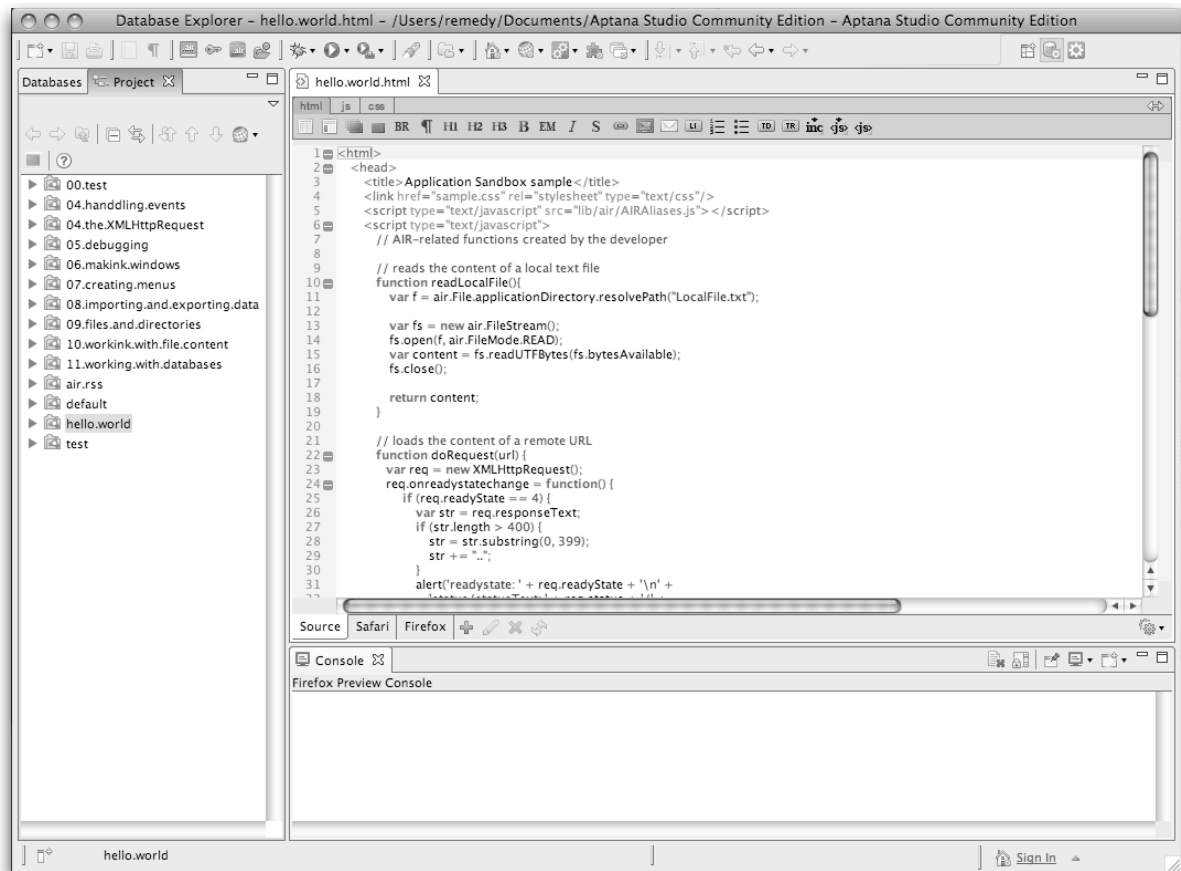 Database Explorer – hello.world.html – /Users/remedy/Documents/Aptana Studio Community Edition – Aptana Studio Community Edition
Databases Project
hello.world.html
html js css
BR ¶ H1 H2 H3 B EM I S LI TD TR inc js js
00.test
04.handdling.events
04.the.XMLHttpRequest
05.debugging
06.makink.windows
07.creating.menus
08.importing.and.exporting.data
09.files.and.directories
10.workink.with.file.content
11.working.with.databases
air.rss
default
hello.world
test
1 <html>
2 <head>
3 <title>Application Sandbox sample</title>
4 <link href="sample.css" rel="stylesheet" type="text/css"/>
5 <script type="text/javascript" src="lib/air/AIRAliases.js"></script>
6 <script type="text/javascript">
7 // AIR-related functions created by the developer
8
9 // reads the content of a local text file
10 function readLocalFile(){
11 var f = air.File.applicationDirectory.resolvePath("LocalFile.txt");
12
13 var fs = new air.FileStream();
14 fs.open(f, air.FileMode.READ);
15 var content = fs.readUTFBytes(fs.bytesAvailable);
16 fs.close();
17
18 return content;
19 }
20
21 // loads the content of a remote URL
22 function doRequest(url) {
23 var req = new XMLHttpRequest();
24 req.onreadystatechange = function() {
25 if (req.readyState == 4) {
26 var str = req.responseText;
27 if (str.length > 400) {
28 str = str.substring(0, 399);
29 str += "..";
30 }
31 alert('readystate: ' + req.readyState + '\n' +
Source Safari Firefox
Console
Firefox Preview Console
hello.world
Sign In